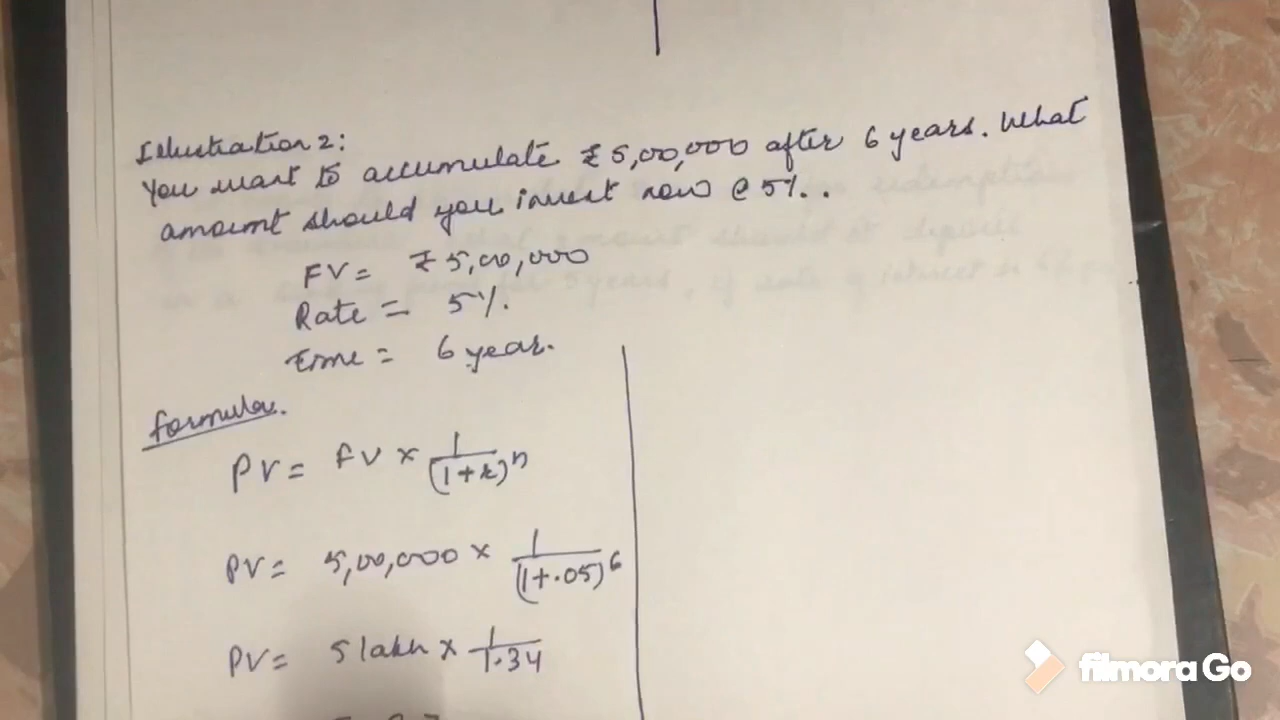 Illustration 2:
You want to accumulate ₹ 5,00,000 after 6 years. What
amount should you invest now @ 5%.
FV = ₹ 5,00,000
Rate = 5%.
Time = 6 year.
Formula.
PV = FV × 1/(1+r)^n
PV = 5,00,000 × 1/(1+.05)^6
PV = 5 lakh × 1/1.34
filmora Go